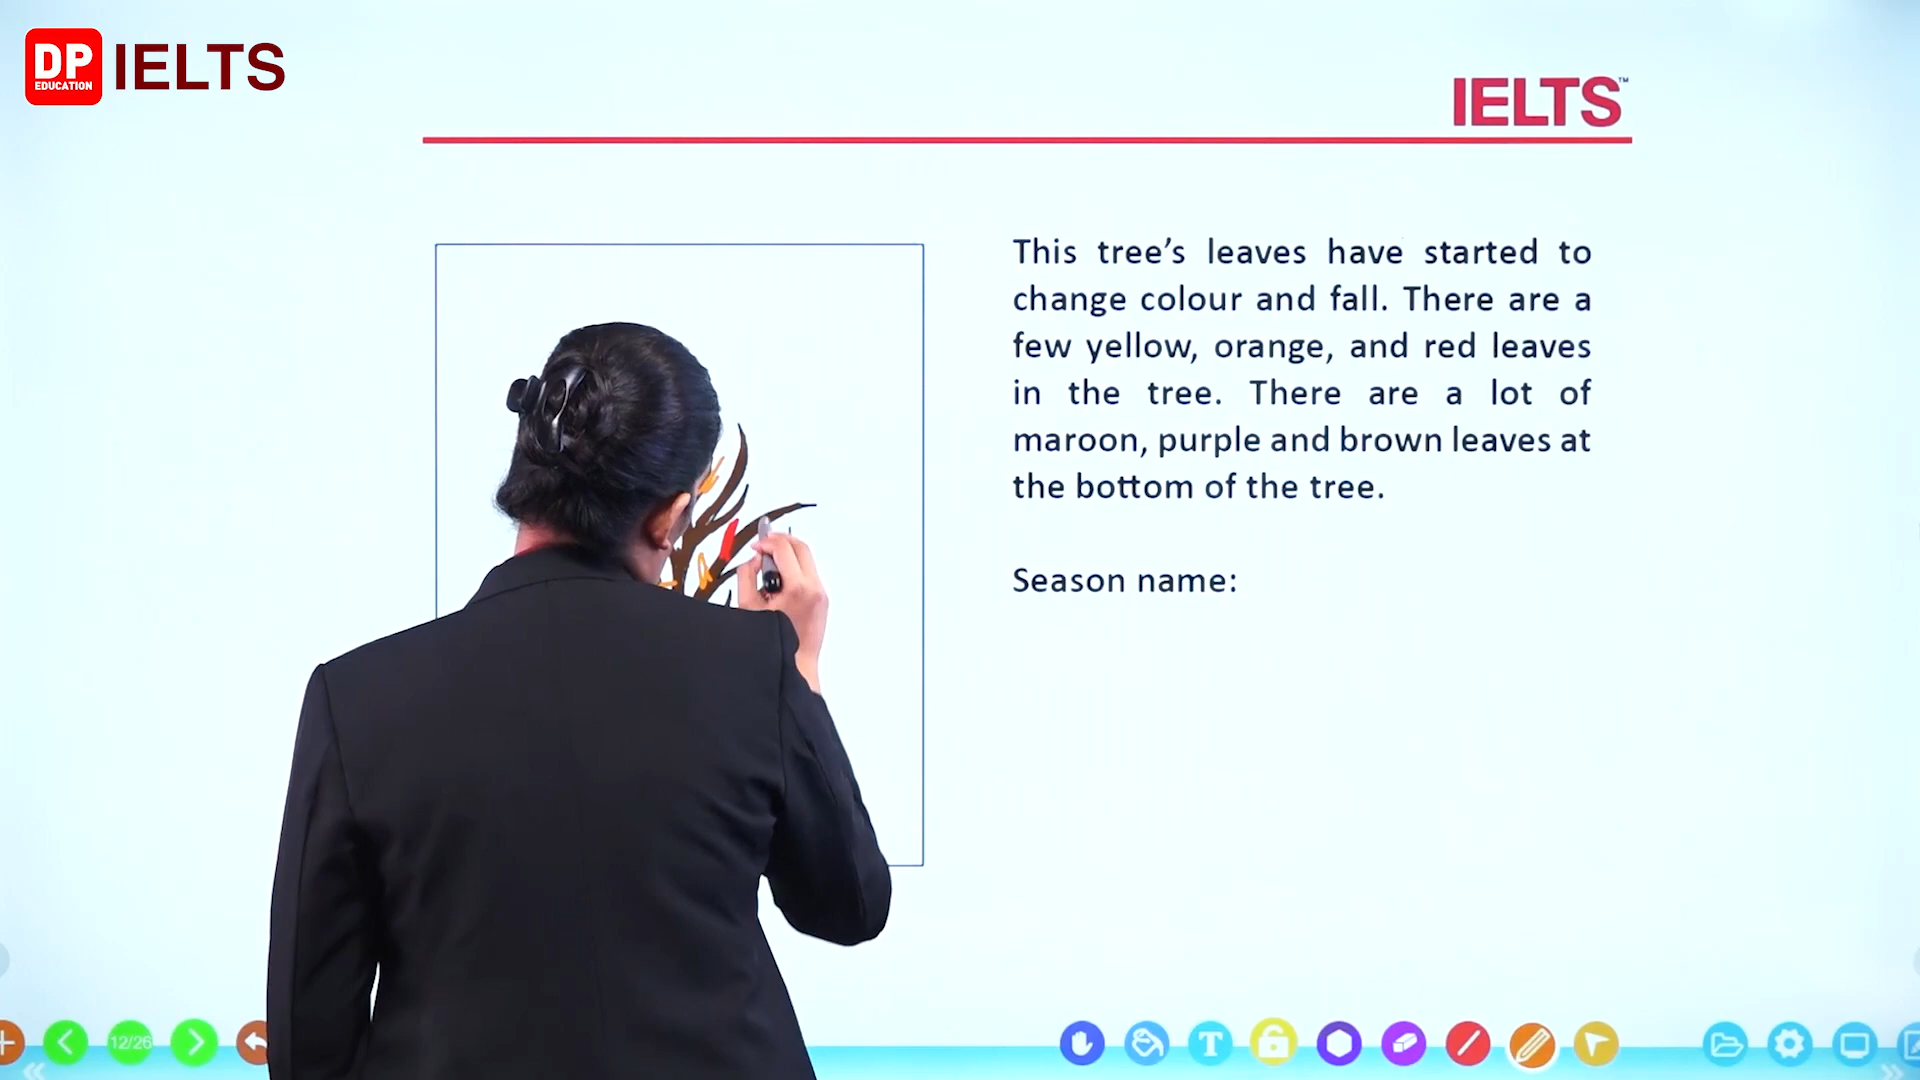 DP
EDUCATION
IELTS
IELTS™
This tree’s leaves have started to
change colour and fall. There are a
few yellow, orange, and red leaves
in the tree. There are a lot of
maroon, purple and brown leaves at
the bottom of the tree.
Season name:
12/26
T